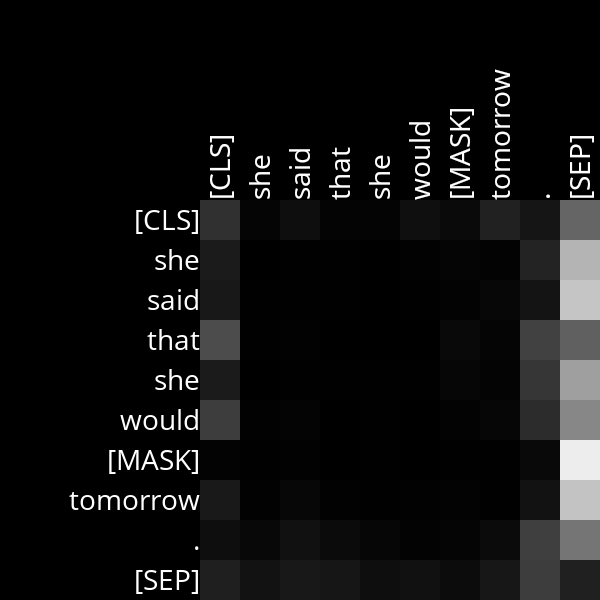 [CLS] she said that she would [MASK] tomorrow . [SEP]
[CLS]
she
said
that
she
would
[MASK]
tomorrow
.
[SEP]